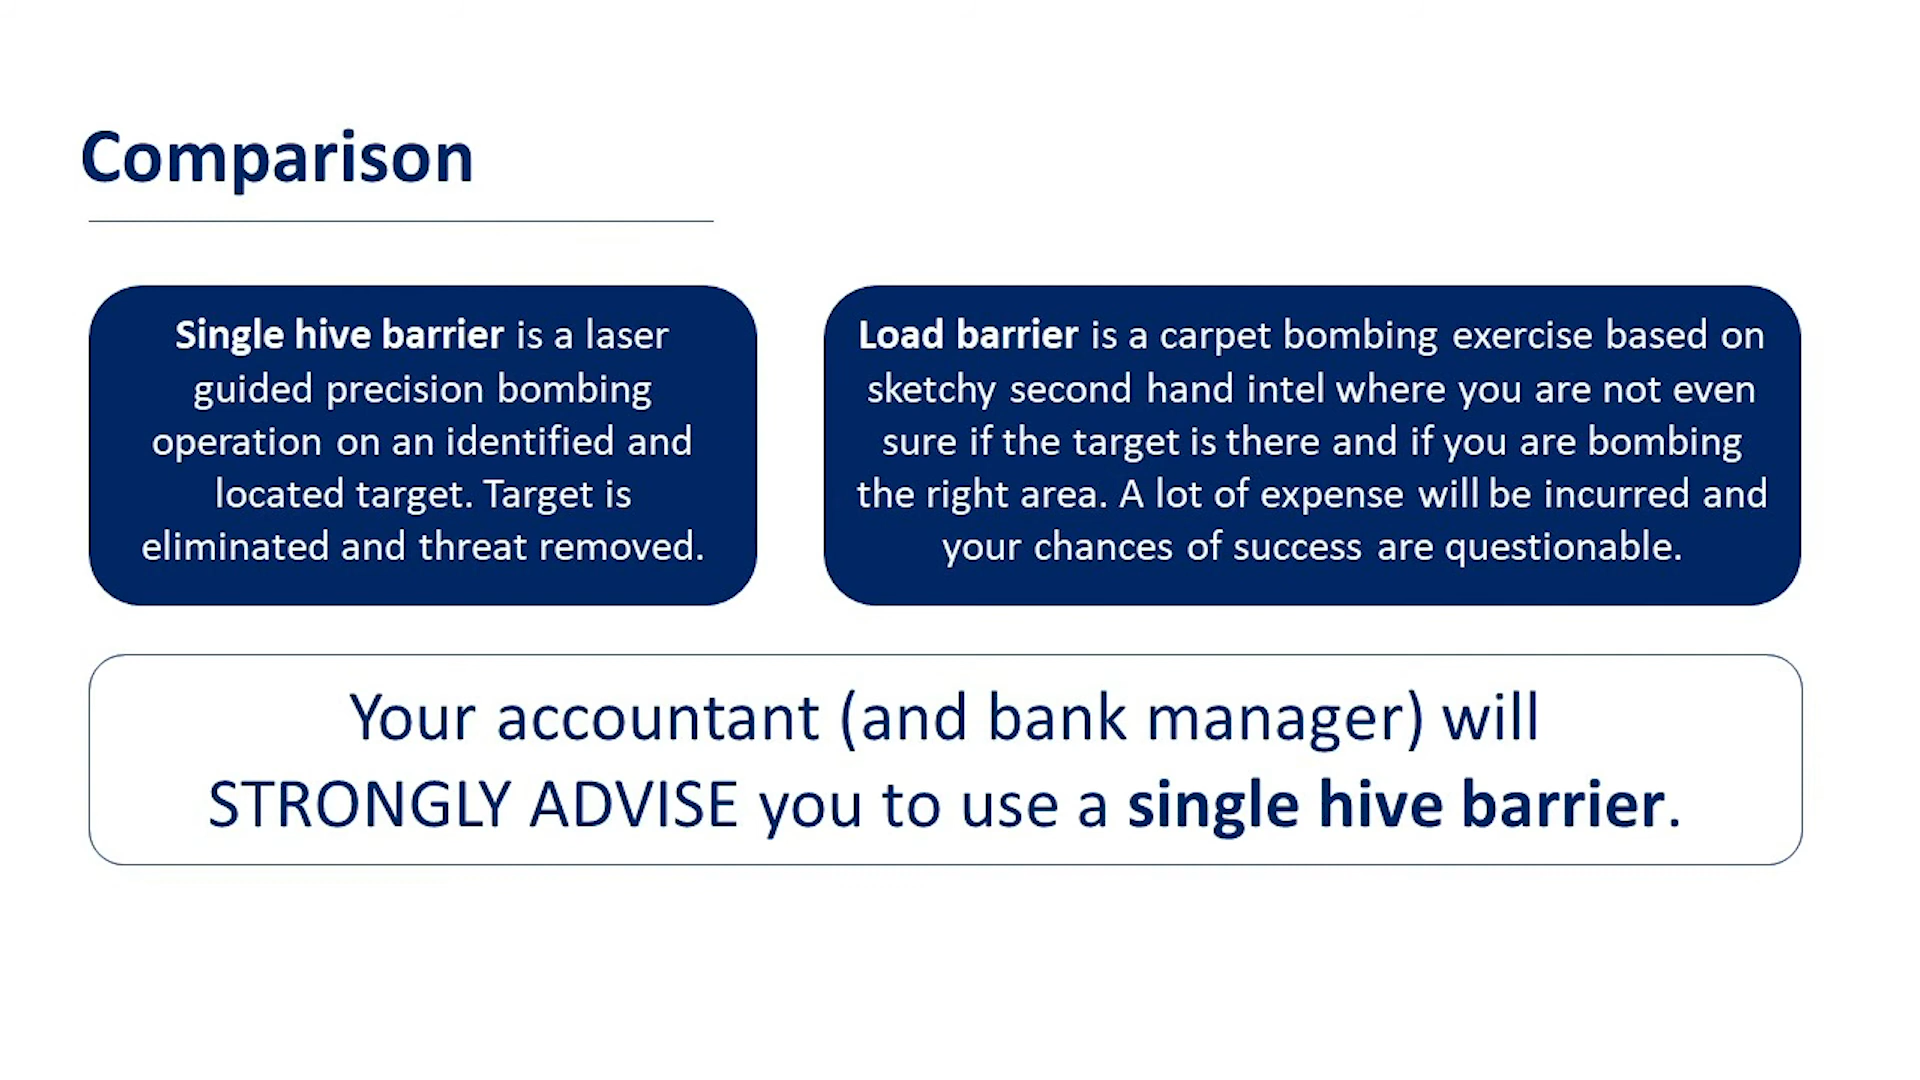 Comparison
Single hive barrier is a laser
guided precision bombing
operation on an identified and
located target. Target is
eliminated and threat removed.
Load barrier is a carpet bombing exercise based on
sketchy second hand intel where you are not even
sure if the target is there and if you are bombing
the right area. A lot of expense will be incurred and
your chances of success are questionable.
Your accountant (and bank manager) will
STRONGLY ADVISE you to use a single hive barrier.